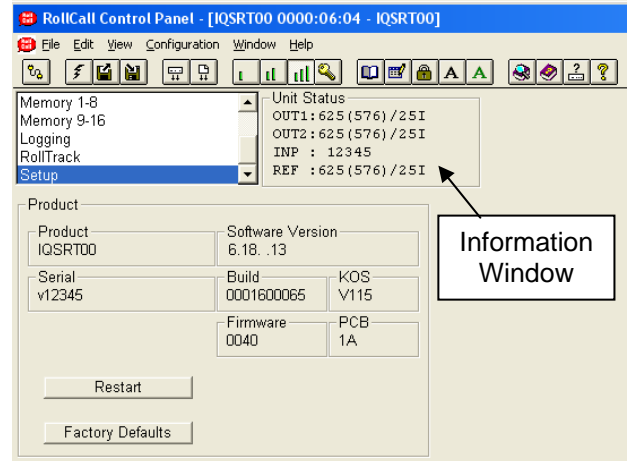 RollCall Control Panel - [IQSRT00 0000:06:04 - IQSRT00]
File Edit View Configuration Window Help
A A
Memory 1-8
Memory 9-16
Logging
RollTrack
Setup
Unit Status
OUT1:625(576)/25I
OUT2:625(576)/25I
INP : 12345
REF :625(576)/25I
Information
Window
Product
Product
IQSRT00
Software Version
6.18. .13
Serial
v12345
Build
0001600065
KOS
V115
Firmware
0040
PCB
1A
Restart
Factory Defaults